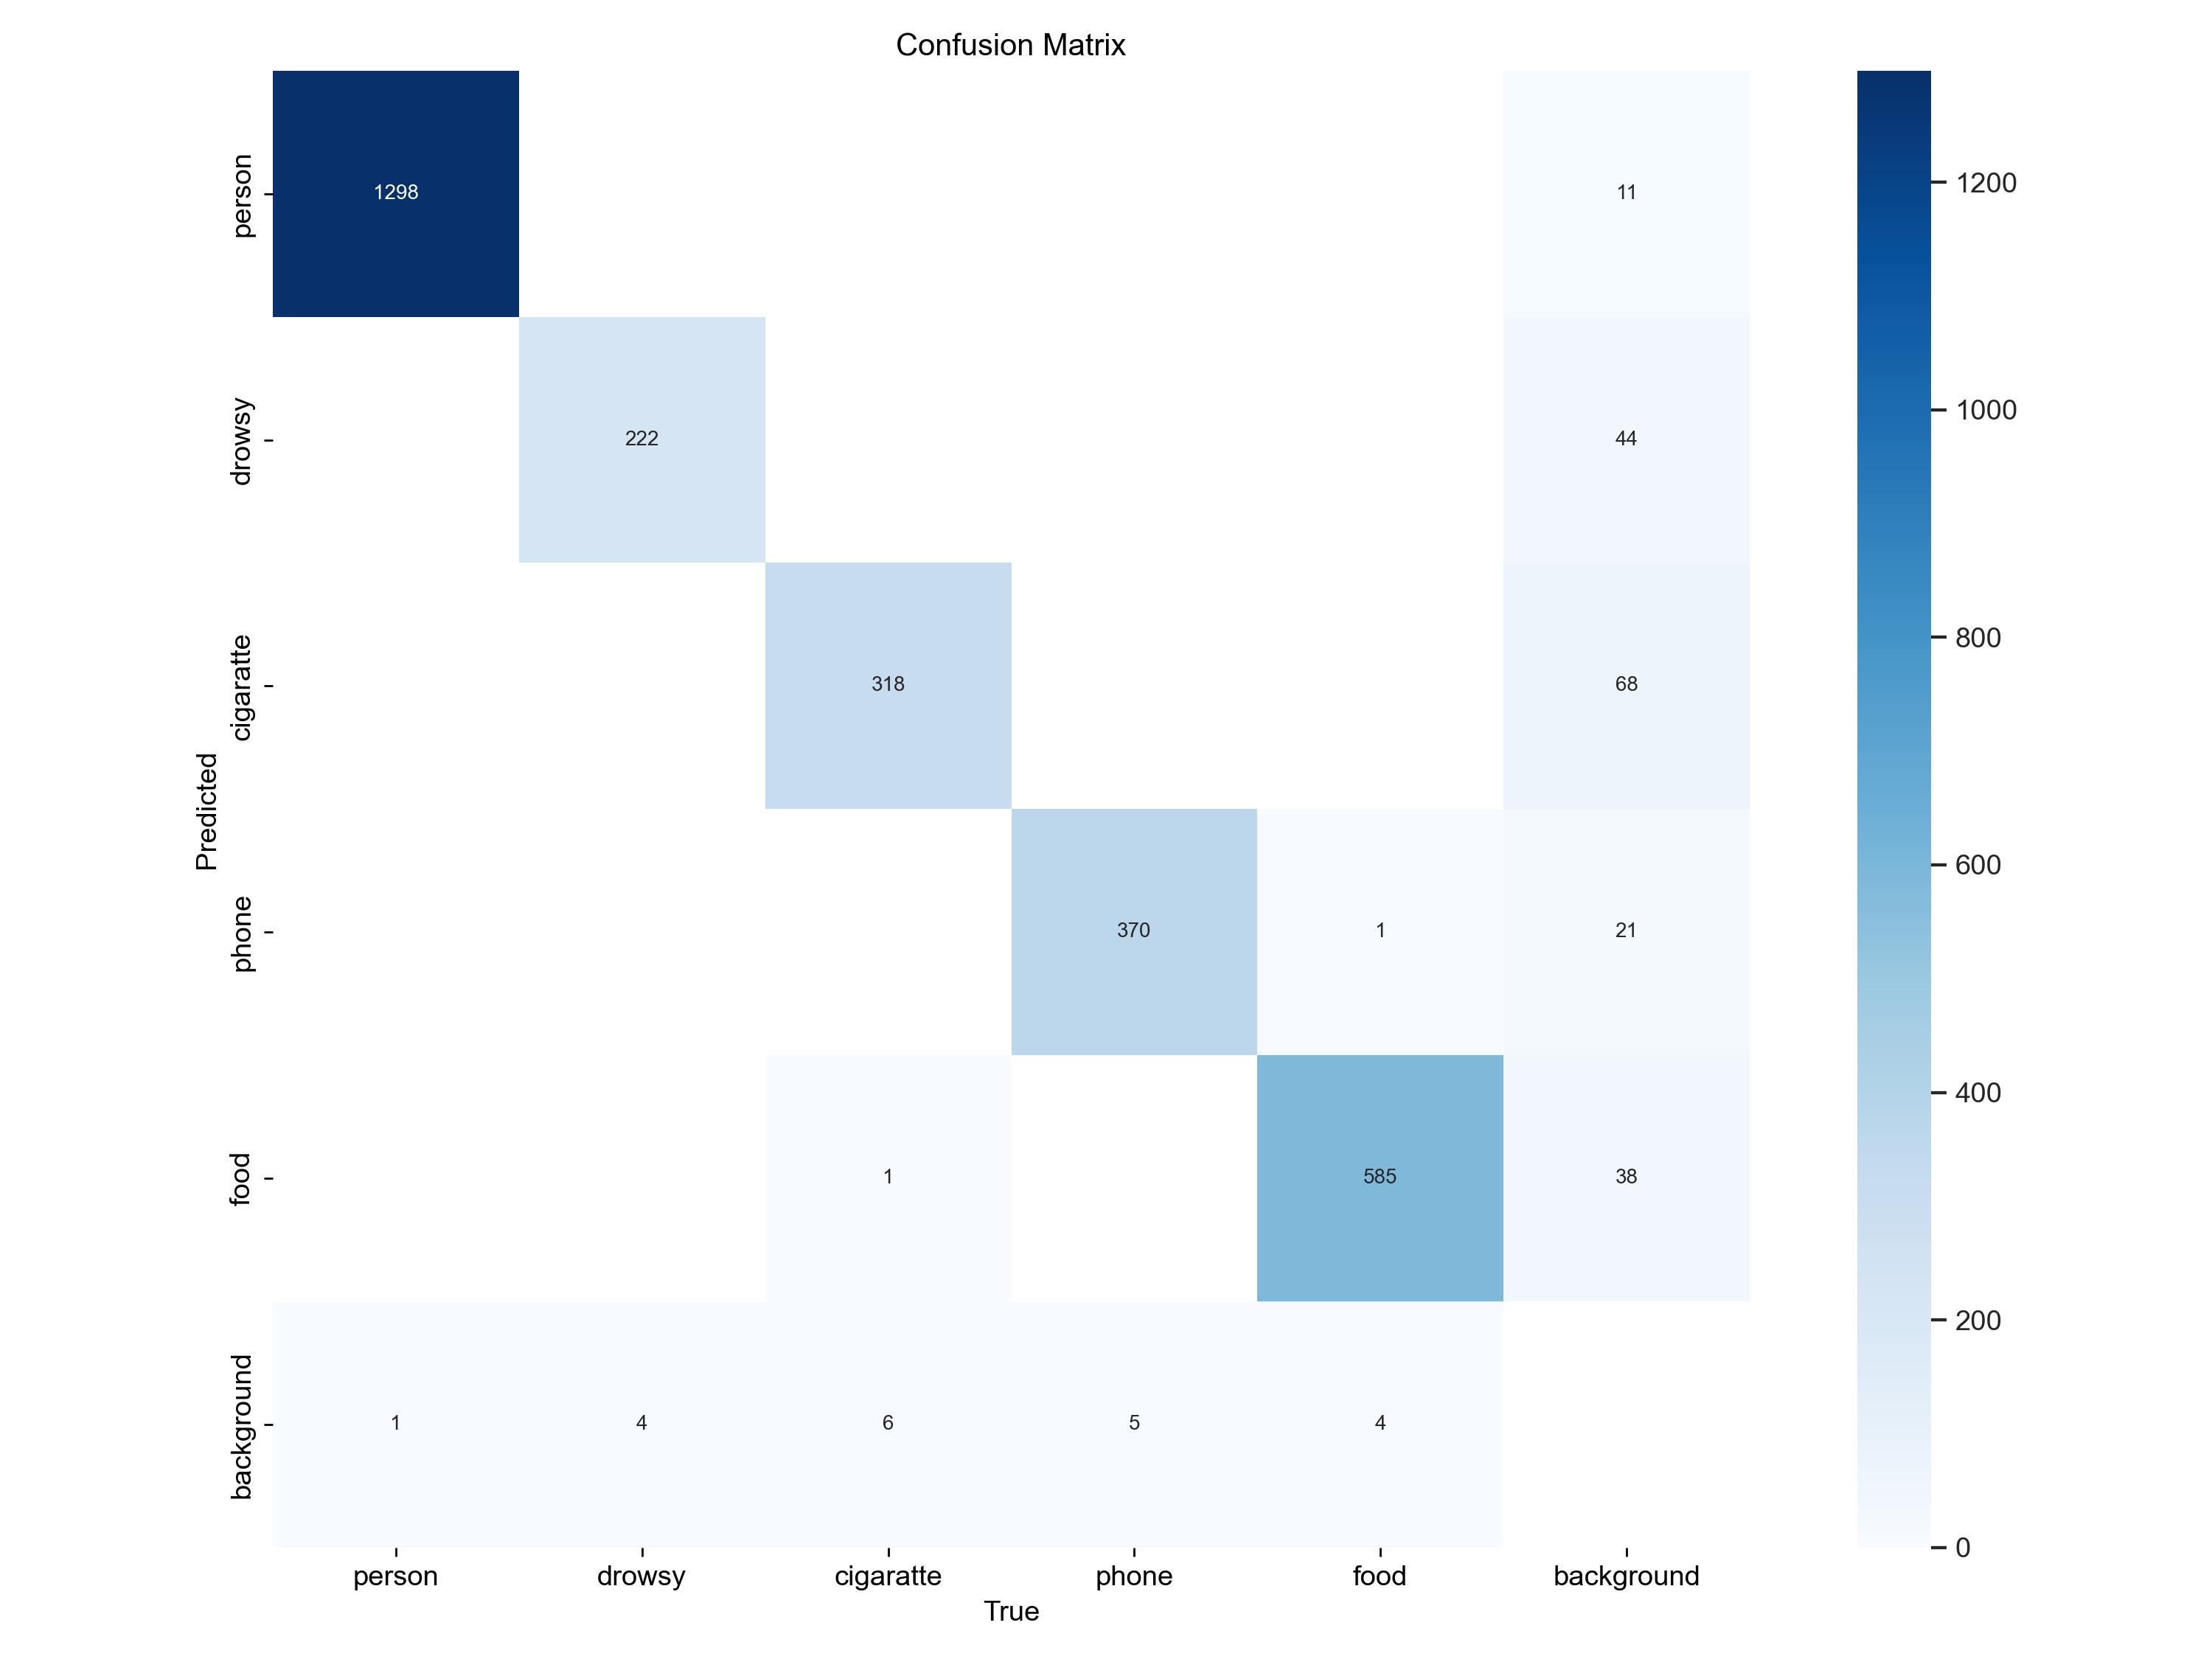 Confusion Matrix
person
1298
11
1200
drowsy
222
44
1000
cigaratte
318
68
800
Predicted
phone
370
1
21
600
food
1
585
38
400
background
1
4
6
5
4
200
0
person
drowsy
cigaratte
phone
food
background
True